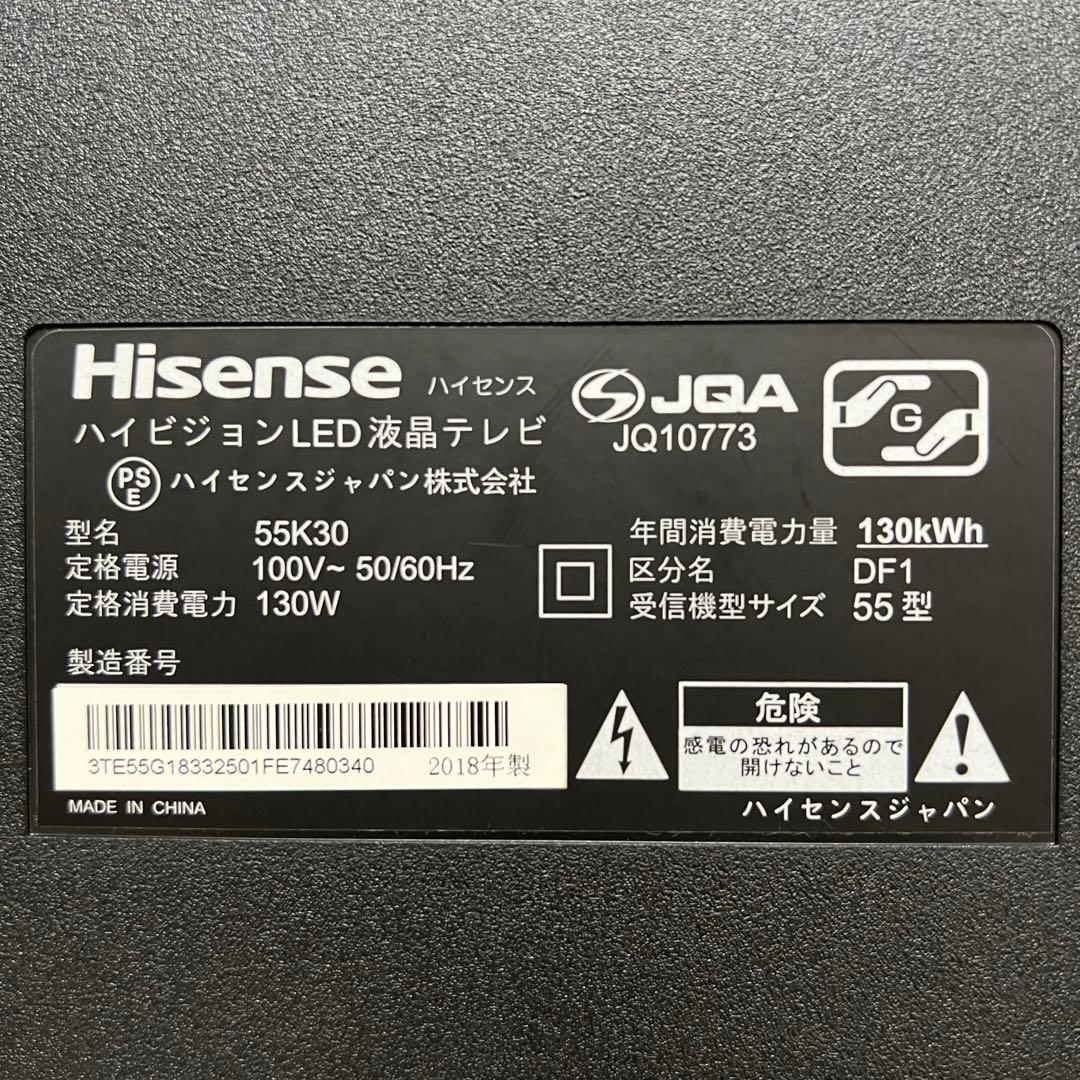 Hisense ハイセンス
ハイビジョンLED液晶テレビ
PSE ハイセンスジャパン株式会社
JQA
JQ10773
G
型名 55K30
定格電源 100V~ 50/60Hz
定格消費電力 130W
年間消費電力量 130kWh
区分名 DF1
受信機型サイズ 55型
製造番号
3TE55G18332501FE7480340 2018年製
MADE IN CHINA
危険
感電の恐れがあるので
開けないこと
ハイセンスジャパン